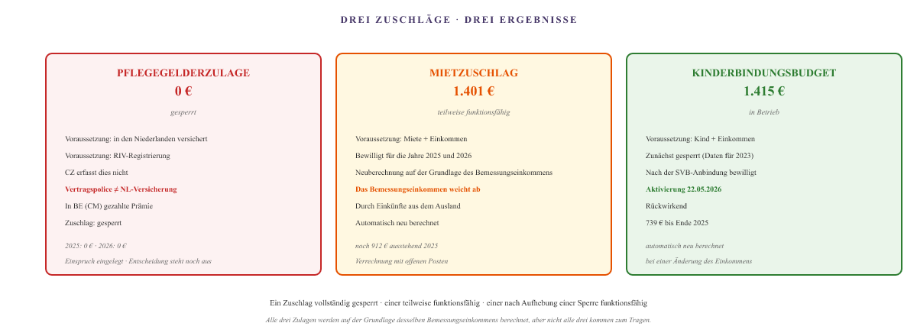 DREI ZUSCHLÄGE · DREI ERGEBNISSE
PFLEGEGELDERZULAGE
0 €
gesperrt
Voraussetzung: in den Niederlanden versichert
Voraussetzung: RIV-Registrierung
CZ erfasst dies nicht
Vertragspolice ≠ NL-Versicherung
In BE (CM) gezahlte Prämie
Zuschlag: gesperrt
2025: 0 € · 2026: 0 €
Einspruch eingelegt · Entscheidung steht noch aus
MIETZUSCHLAG
1.401 €
teilweise funktionsfähig
Voraussetzung: Miete + Einkommen
Bewilligt für die Jahre 2025 und 2026
Neuberechnung auf der Grundlage des Bemessungseinkommens
Das Bemessungseinkommen weicht ab
Durch Einkünfte aus dem Ausland
Automatisch neu berechnet
noch 912 € ausstehend 2023
Verrechnung mit offenen Posten
KINDERBINDUNGSBUDGET
1.415 €
in Betrieb
Voraussetzung: Kind + Einkommen
Zunächst gesperrt (Daten für 2023)
Nach der SVB-Anbindung bewilligt
Aktivierung 22.05.2026
Rückwirkend
739 € bis Ende 2025
automatisch neu berechnet
bei einer Änderung des Einkommens
Ein Zuschlag vollständig gesperrt · einer teilweise funktionsfähig · einer nach Aufhebung einer Sperre funktionsfähig
Alle drei Zulagen werden auf der Grundlage desselben Bemessungseinkommens berechnet, aber nicht alle drei kommen zum Tragen.